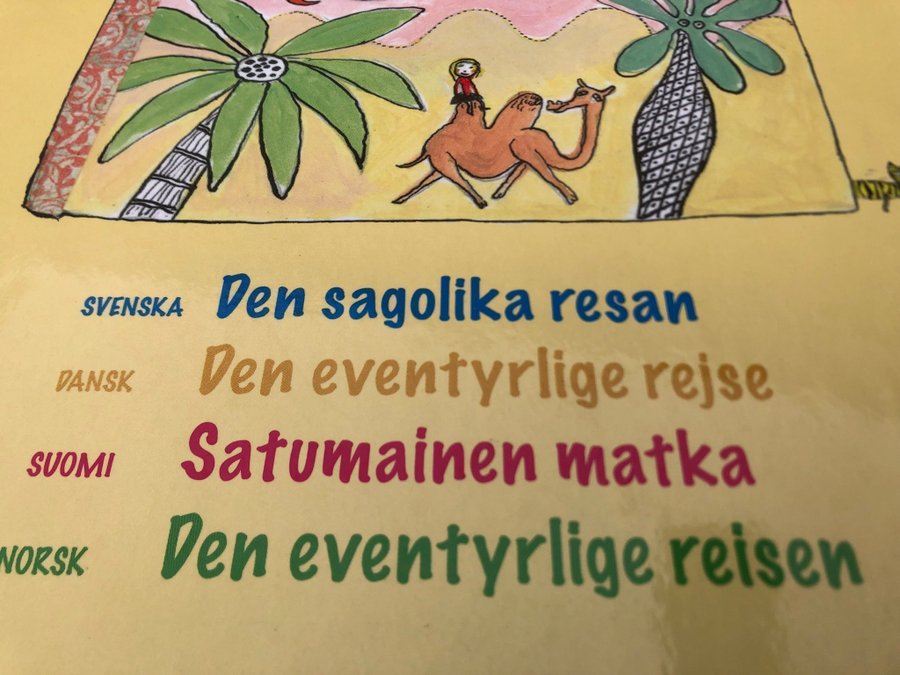 SVENSKA Den sagolika resan
DANSK Den eventyrlige rejse
SUOMI Satumainen matka
NORSK Den eventyrlige reisen